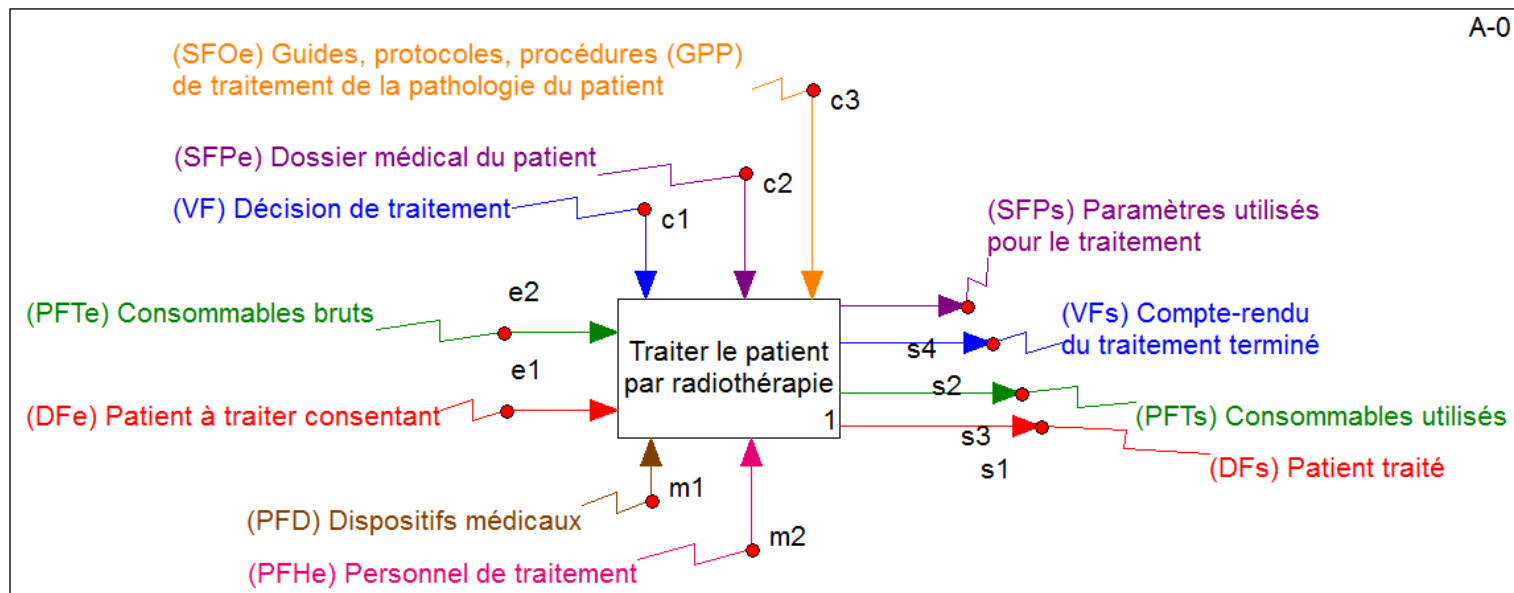 A-0
(SFOe) Guides, protocoles, procédures (GPP)
de traitement de la pathologie du patient
c3
(SFPe) Dossier médical du patient
c2
(VF) Décision de traitement
c1
(SFPs) Paramètres utilisés
pour le traitement
e2
(PFTe) Consommables bruts
(VFs) Compte-rendu
du traitement terminé
s4
Traiter le patient
par radiothérapie
1
e1
s2
(DFe) Patient à traiter consentant
(PFTs) Consommables utilisés
s3
s1
(DFs) Patient traité
m1
(PFD) Dispositifs médicaux
m2
(PFHe) Personnel de traitement